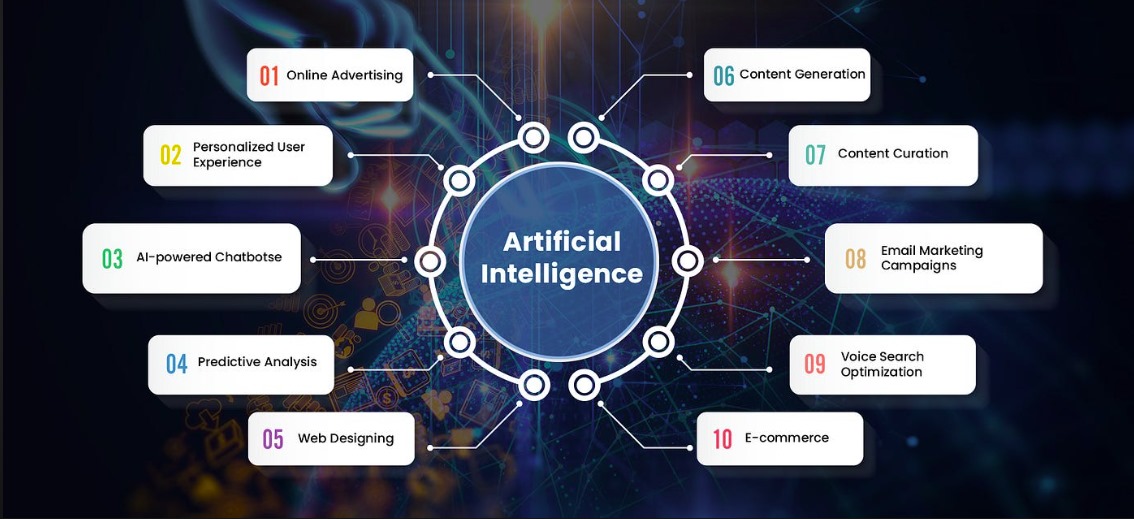 Artificial
Intelligence
01 Online Advertising
02 Personalized User
Experience
03 AI-powered Chatbotse
04 Predictive Analysis
05 Web Designing
06 Content Generation
07 Content Curation
08 Email Marketing
Campaigns
09 Voice Search
Optimization
10 E-commerce